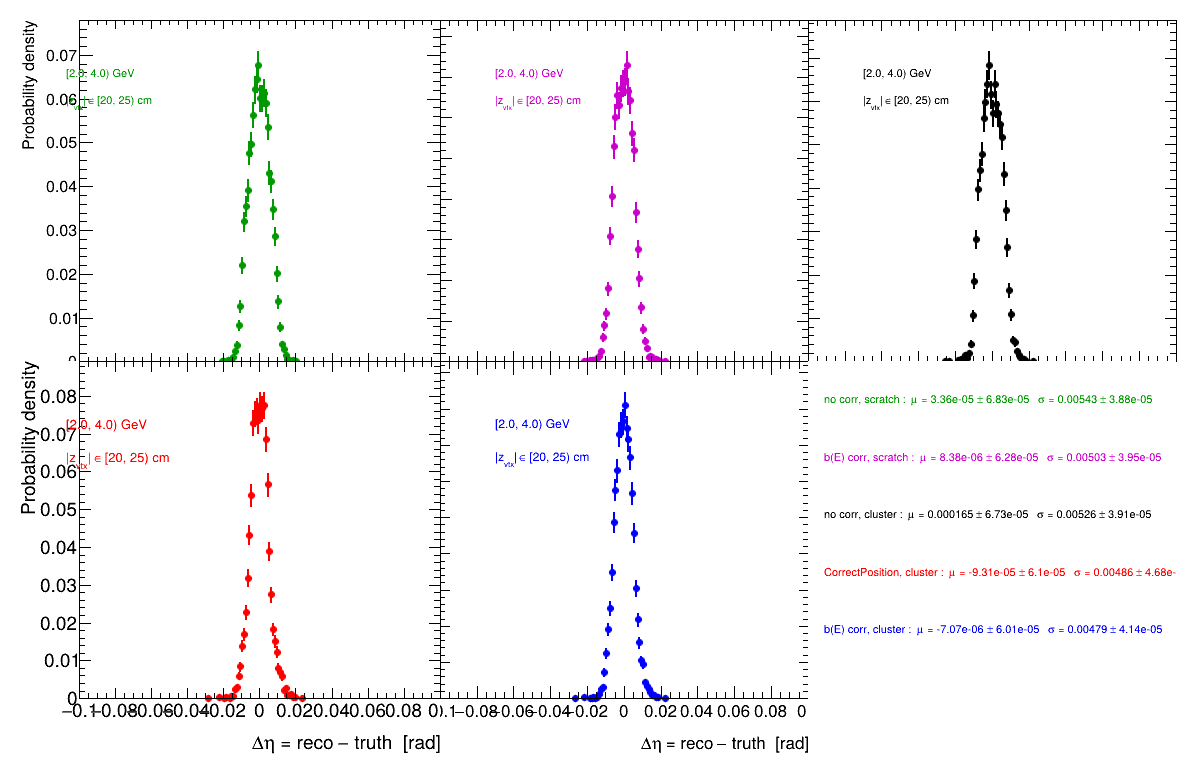 Probability density
0.07
0.06
0.05
0.04
0.03
0.02
0.01
0
[2.0, 4.0) GeV
|z_vtx| ∈ [20, 25) cm
[2.0, 4.0) GeV
|z_vtx| ∈ [20, 25) cm
[2.0, 4.0) GeV
|z_vtx| ∈ [20, 25) cm
Probability density
0.08
0.07
0.06
0.05
0.04
0.03
0.02
0.01
0
[2.0, 4.0) GeV
|z_vtx| ∈ [20, 25) cm
[2.0, 4.0) GeV
|z_vtx| ∈ [20, 25) cm
no corr, scratch : μ = 3.36e-05 ± 6.83e-05 σ = 0.00543 ± 3.88e-05
b(E) corr, scratch : μ = 8.38e-06 ± 6.28e-05 σ = 0.00503 ± 3.95e-05
no corr, cluster : μ = 0.000165 ± 6.73e-05 σ = 0.00526 ± 3.91e-05
CorrectPosition, cluster : μ = -9.31e-05 ± 6.1e-05 σ = 0.00486 ± 4.68e-
b(E) corr, cluster : μ = -7.07e-06 ± 6.01e-05 σ = 0.00479 ± 4.14e-05
−0.1 −0.08 −0.06 −0.04 −0.02 0 0.02 0.04 0.06 0.08 0.1 −0.08 −0.06 −0.04 −0.02 0 0.02 0.04 0.06 0.08 0
Δη = reco − truth [rad]
Δη = reco − truth [rad]